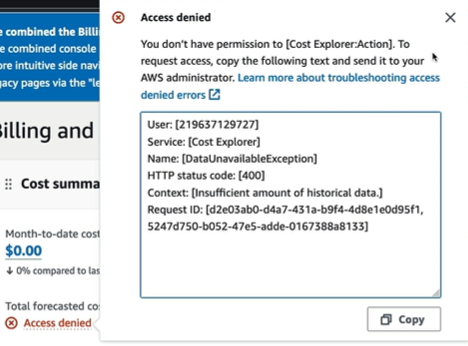 e combined the Billi
e combined console
ore intuitive side navi
gacy pages via the "le
Billing and
Cost summa
Month-to-date cost
$0.00
↓ 0% compared to las
Total forecasted co
Access denied
Access denied
You don't have permission to [Cost Explorer:Action]. To
request access, copy the following text and send it to your
AWS administrator. Learn more about troubleshooting access
denied errors
User: [219637129727]
Service: [Cost Explorer]
Name: [DataUnavailableException]
HTTP status code: [400]
Context: [Insufficient amount of historical data.]
Request ID: [d2e03ab0-d4a7-431a-b9f4-4d8e1e0d95f1,
5247d750-b052-47e5-adde-0167388a8133]
Copy